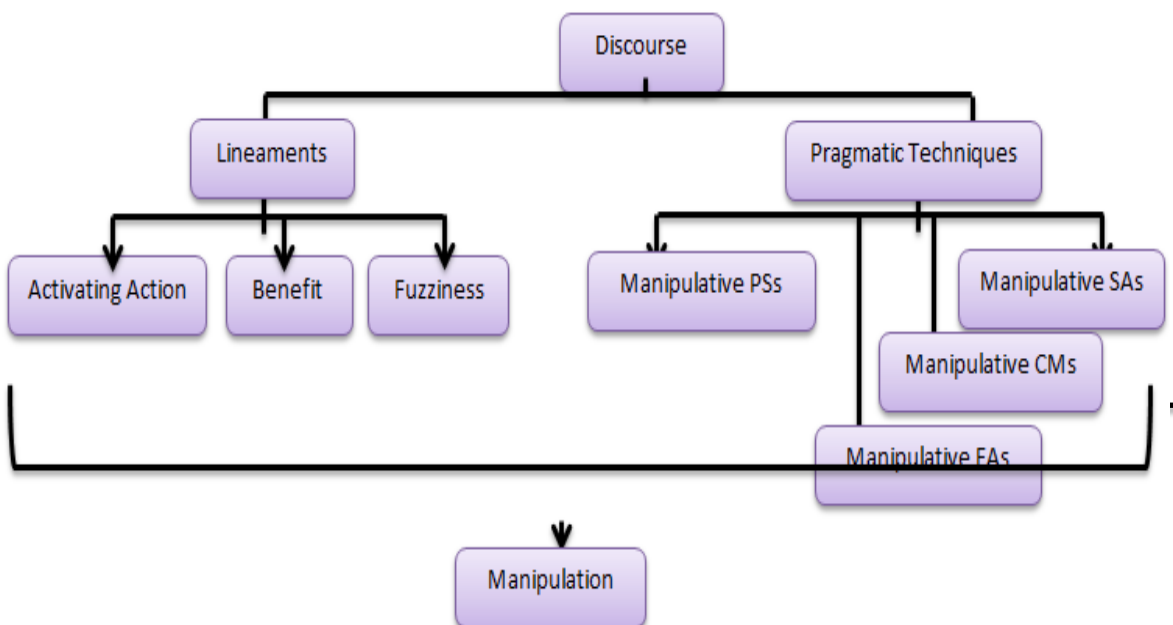 Discourse
Lineaments
Pragmatic Techniques
Activating Action
Benefit
Fuzziness
Manipulative PSs
Manipulative SAs
Manipulative CMs
Manipulative EAs
Manipulation